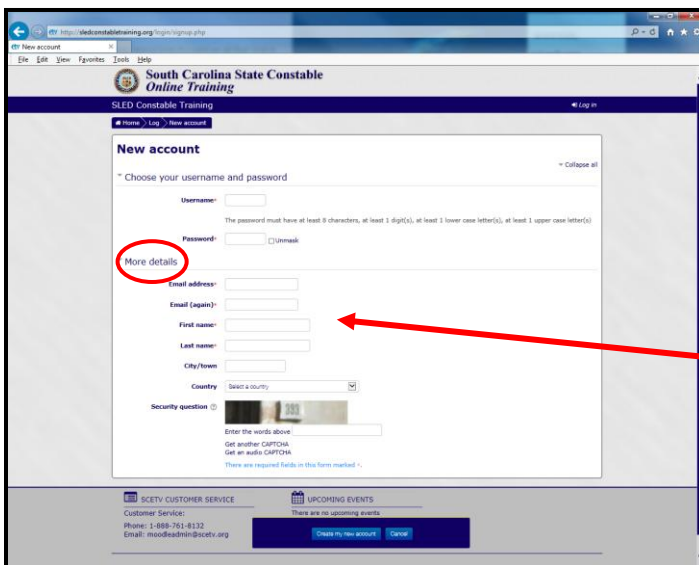 http://sledconstabletraining.org/login/signup.php
New account
File Edit View Favorites Tools Help
South Carolina State Constable
Online Training
SLED Constable Training
Log in
Home Log New account
New account
Collapse all
Choose your username and password
Username*
The password must have at least 8 characters, at least 1 digit(s), at least 1 lower case letter(s), at least 1 upper case letter(s)
Password*
Unmask
More details
Email address*
Email (again)*
First name*
Last name*
City/town
Country
Select a country
Security question
393
Enter the words above
Get another CAPTCHA
Get an audio CAPTCHA
There are required fields in this form marked *.
SCETV CUSTOMER SERVICE
UPCOMING EVENTS
Customer Service:
There are no upcoming events
Phone: 1-888-761-8132
Email: moodleadmin@scetv.org
Create my new account
Cancel